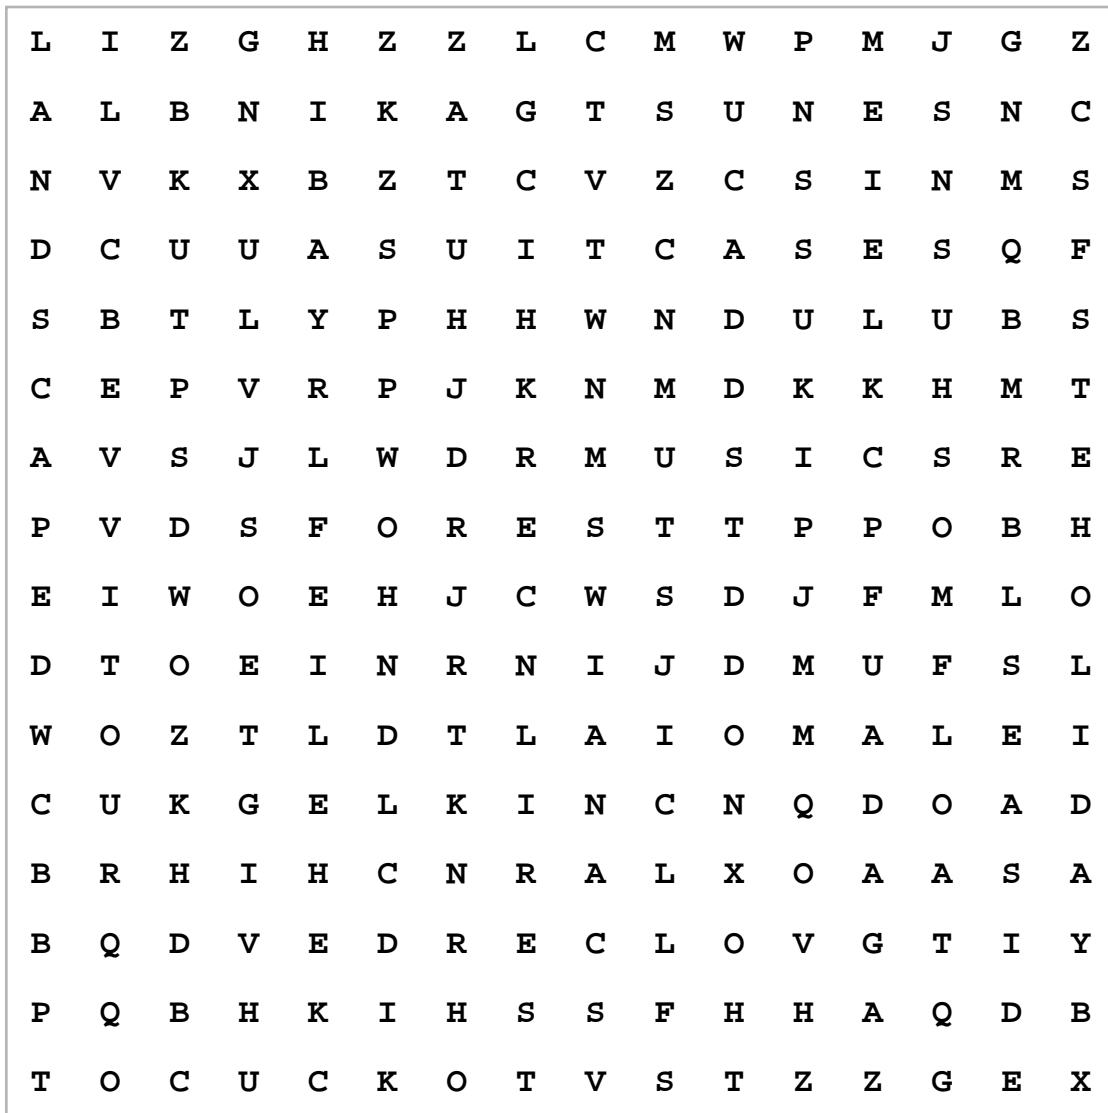 L I Z G H Z Z L C M W P M J G Z
A L B N I K A G T S U N E S N C
N V K X B Z T C V Z C S I N M S
D C U U A S U I T C A S E S Q F
S B T L Y P H H W N D U L U B S
C E P V R P J K N M D K K H M T
A V S J L W D R M U S I C S R E
P V D S F O R E S T T P P O B H
E I W O E H J C W S D J F M L O
D T O E I N R N I J D M U F S L
W O Z T L D T L A I O M A L E I
C U K G E L K I N C N Q D O A D
B R H I H C N R A L X O A A S A
B Q D V E D R E C L O V G T I Y
P Q B H K I H S S F H H A Q D B
T O C U C K O T V S T Z Z G E X